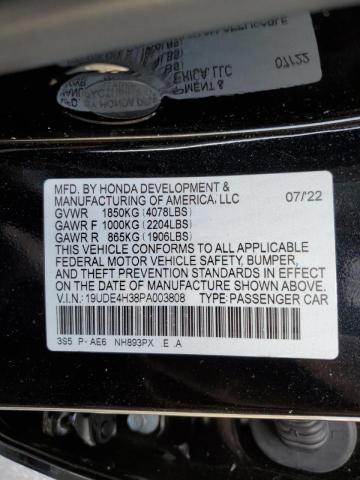 MFD. BY HONDA DEVELOPMENT &
MANUFACTURING OF AMERICA, LLC 07/22
GVWR 1850KG (4078LBS)
GAWR F 1000KG (2204LBS)
GAWR R 865KG (1906LBS)
THIS VEHICLE CONFORMS TO ALL APPLICABLE
FEDERAL MOTOR VEHICLE SAFETY, BUMPER,
AND THEFT PREVENTION STANDARDS IN EFFECT
ON THE DATE OF MANUFACTURE SHOWN ABOVE.
V.I.N.: 19UDE4H38PA003808 TYPE: PASSENGER CAR
3S5 P- AE6 NH893PX .E .A